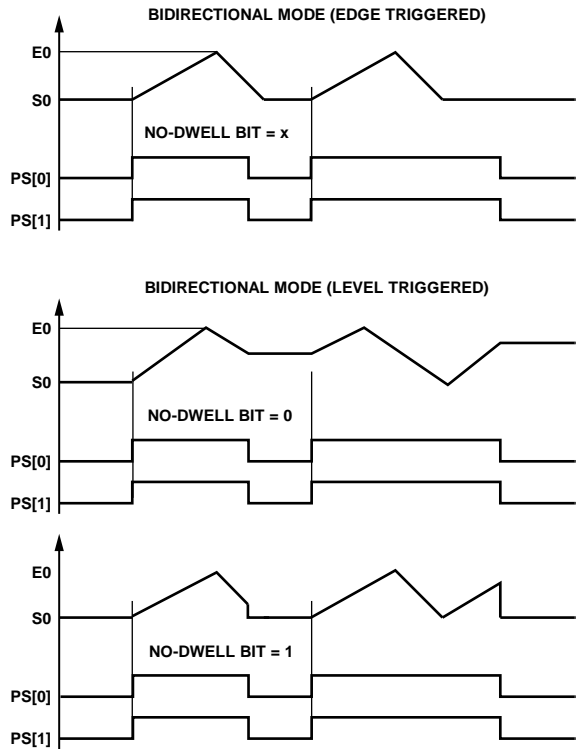 BIDIRECTIONAL MODE (EDGE TRIGGERED)
E0
S0
NO-DWELL BIT = x
PS[0]
PS[1]
BIDIRECTIONAL MODE (LEVEL TRIGGERED)
E0
S0
NO-DWELL BIT = 0
PS[0]
PS[1]
E0
S0
NO-DWELL BIT = 1
PS[0]
PS[1]